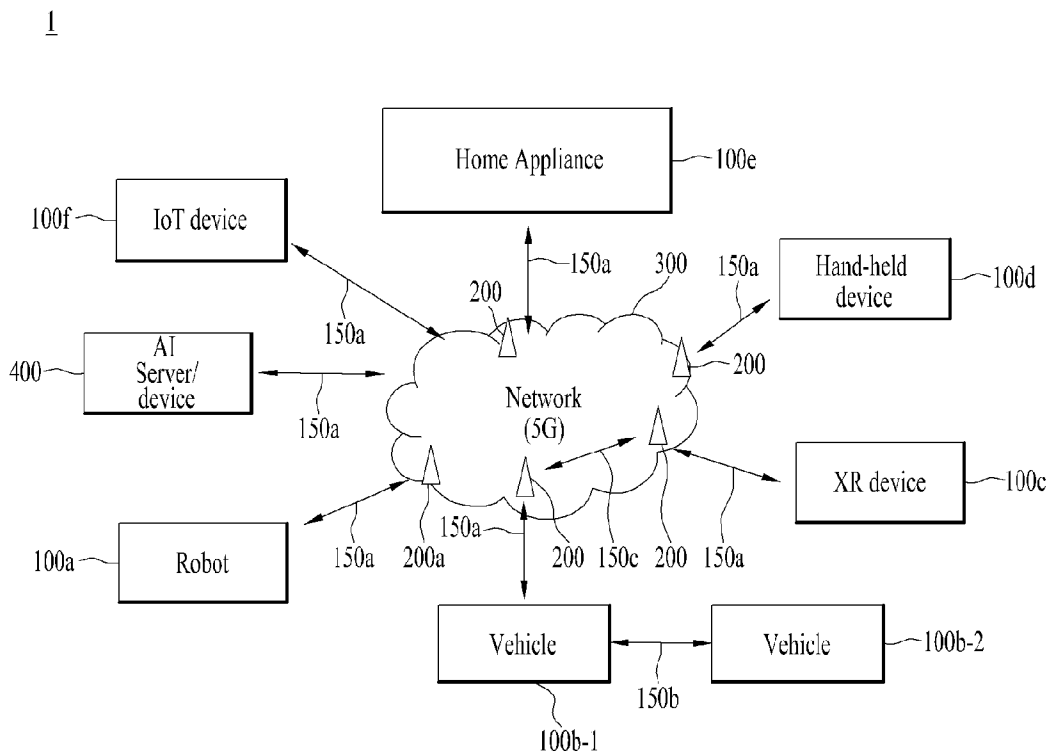 1
Home Appliance
100e
100f
IoT device
150a
300
150a
Hand-held
device
100d
200
150a
400
AI
Server/
device
150a
200
Network
(5G)
XR device
100c
150a
100a
Robot
150a
200a
150a
200
150c
200
150a
Vehicle
Vehicle
100b-2
150b
100b-1